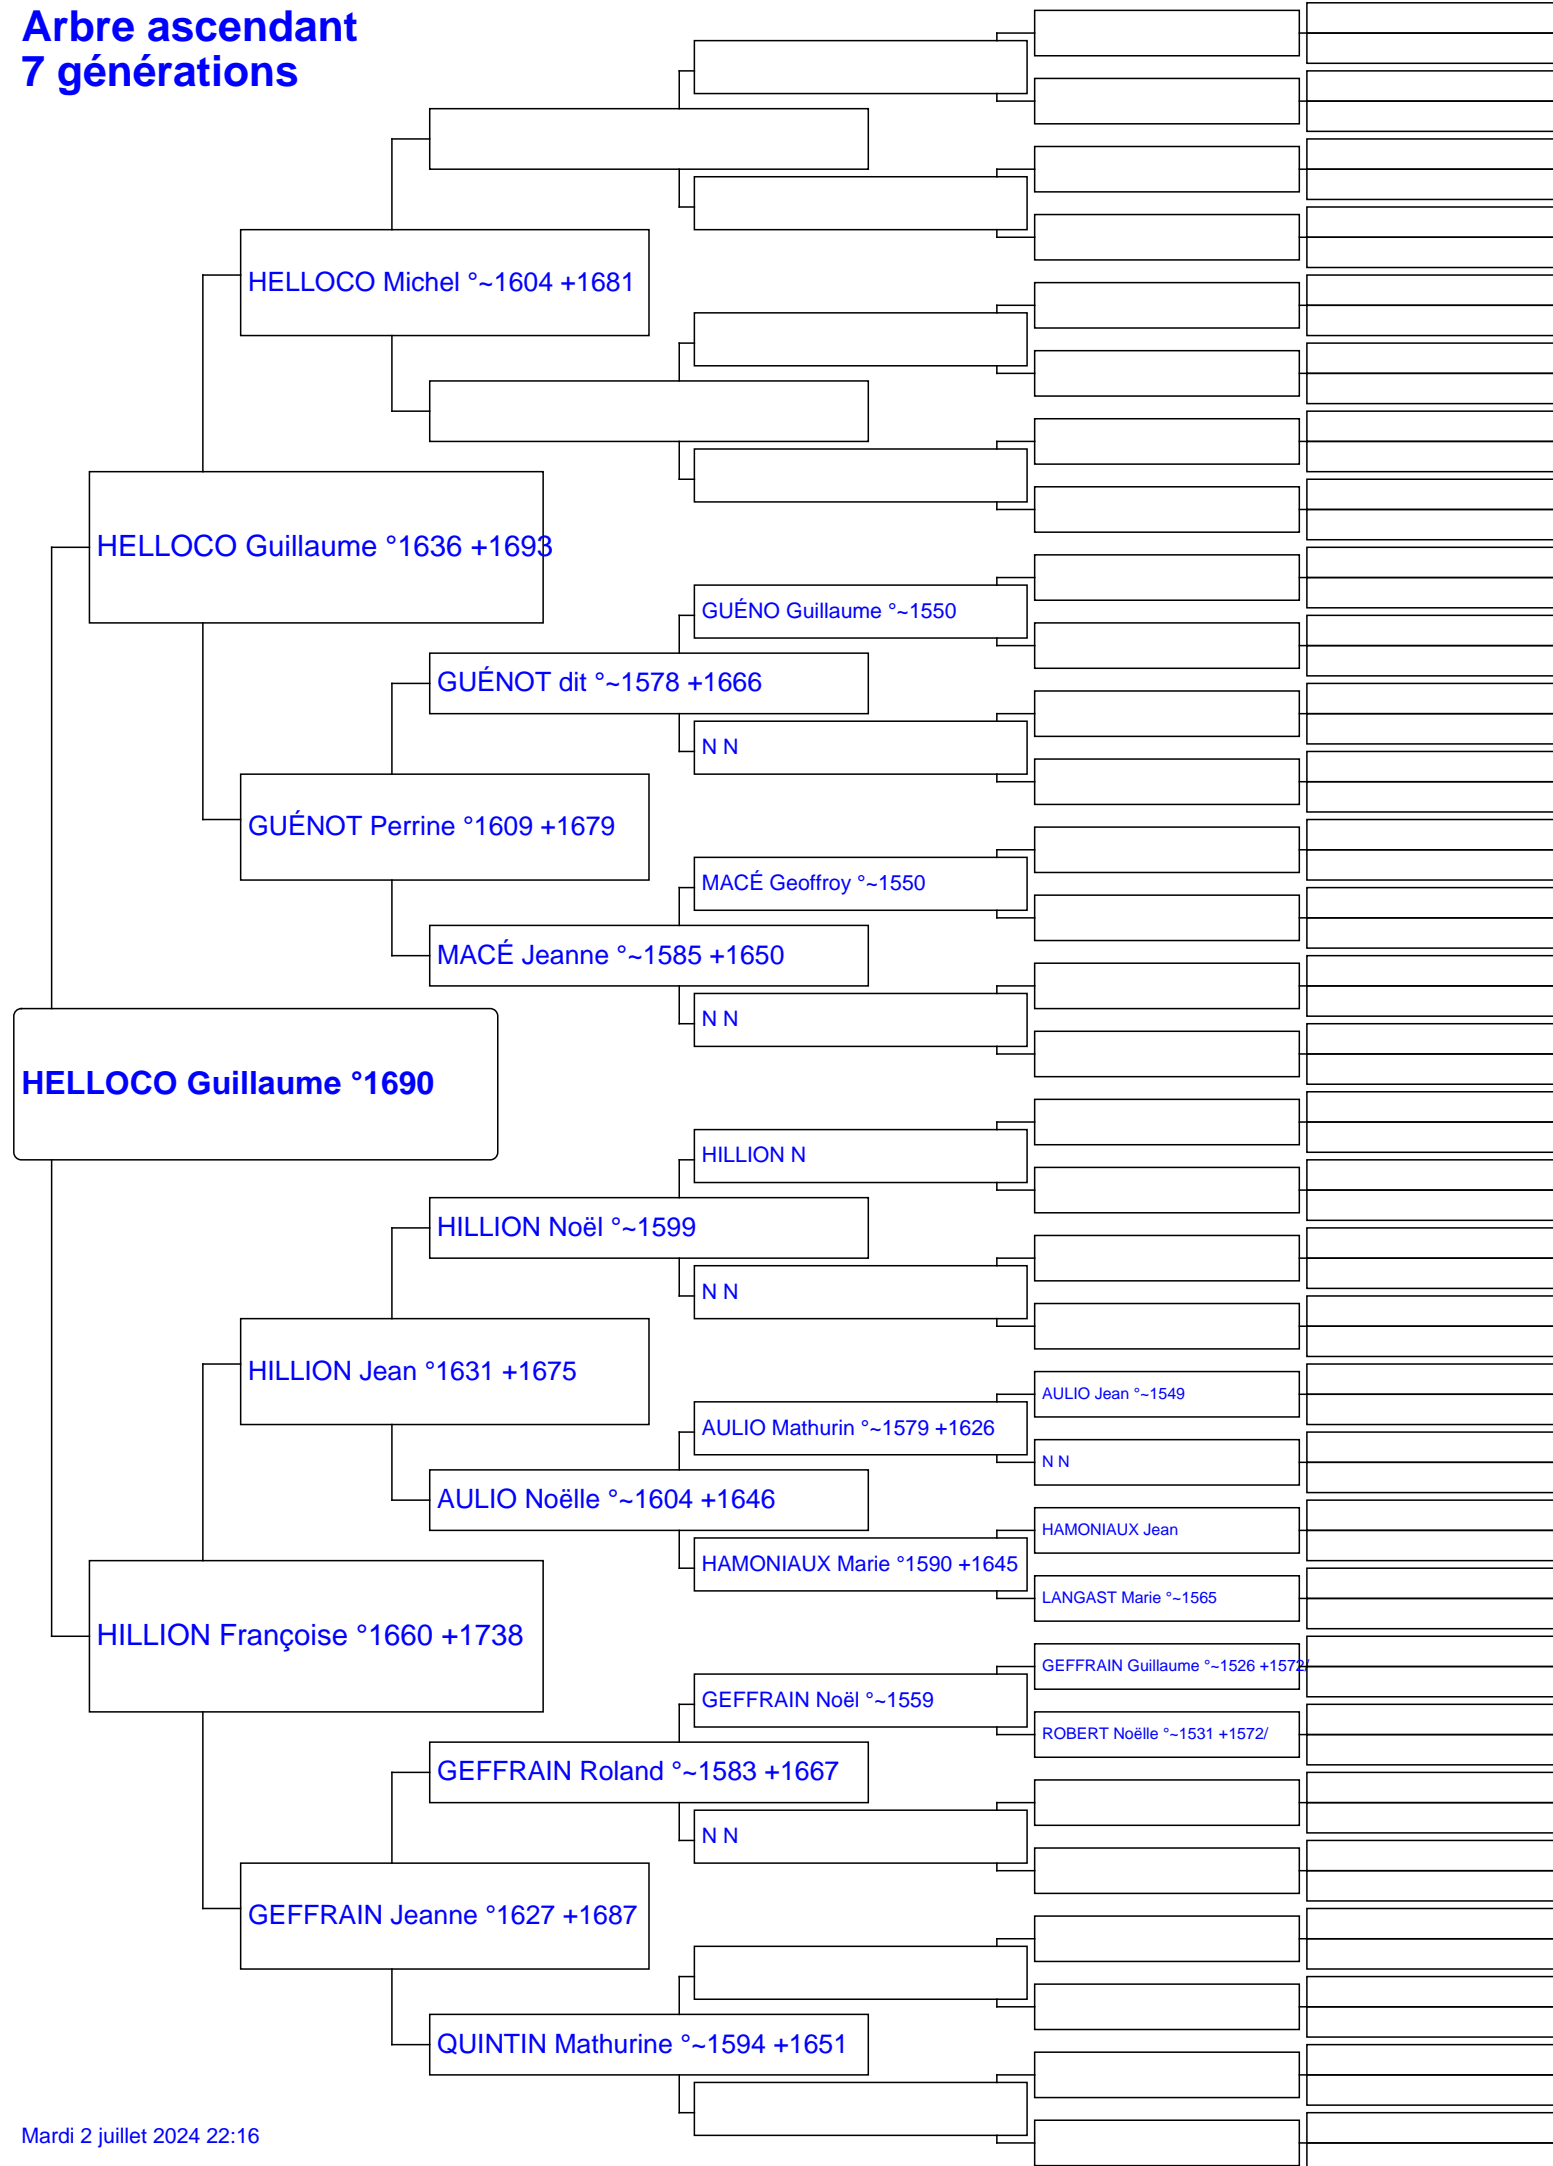 Arbre ascendant
7 générations
HELLOCO Michel °~1604 +1681
HELLOCO Guillaume °1636 +1693
GUÉNO Guillaume °~1550
GUÉNOT dit °~1578 +1666
N N
GUÉNOT Perrine °1609 +1679
MACÉ Geoffroy °~1550
MACÉ Jeanne °~1585 +1650
N N
HELLOCO Guillaume °1690
HILLION N
HILLION Noël °~1599
N N
HILLION Jean °1631 +1675
AULIO Jean °~1549
AULIO Mathurin °~1579 +1626
N N
AULIO Noëlle °~1604 +1646
HAMONIAUX Jean
HAMONIAUX Marie °1590 +1645
LANGAST Marie °~1565
HILLION Françoise °1660 +1738
GEFFRAIN Guillaume °~1526 +1572/
GEFFRAIN Noël °~1559
ROBERT Noëlle °~1531 +1572/
GEFFRAIN Roland °~1583 +1667
N N
GEFFRAIN Jeanne °1627 +1687
QUINTIN Mathurine °~1594 +1651
Mardi 2 juillet 2024 22:16